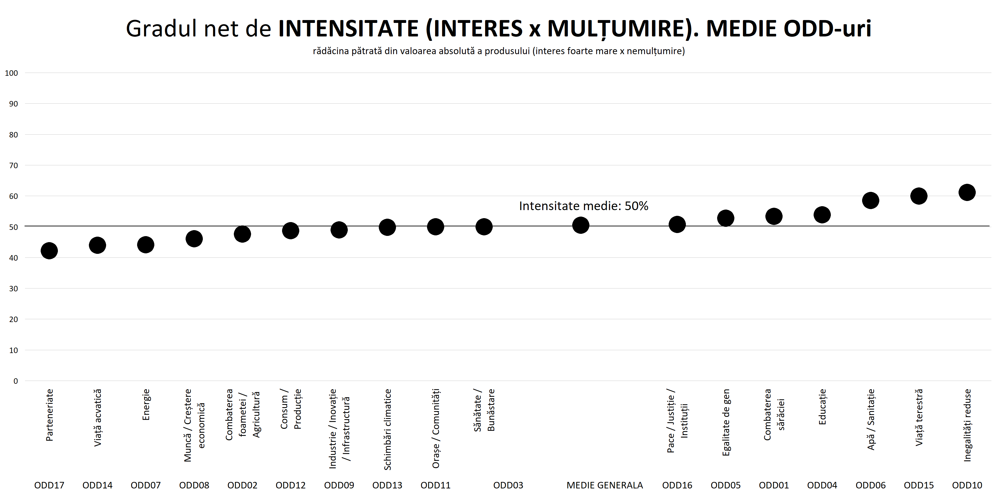 Gradul net de INTENSITATE (INTERES x MULȚUMIRE). MEDIE ODD-uri
rădăcina pătrată din valoarea absolută a produsului (interes foarte mare x nemulțumire)
100
90
80
70
60
50
40
30
20
10
0
Intensitate medie: 50%
Parteneriate
Viață acvatică
Energie
Muncă / Creștere
economică
Combaterea
foametei /
Agricultură
Consum /
Producție
Industrie / Inovație
/ Infrastructură
Schimbări climatice
Orașe / Comunități
Sănătate /
Bunăstare
Pace / Justiție /
Instituții
Egalitate de gen
Combaterea
sărăciei
Educație
Apă / Sanitație
Viață terestră
Inegalități reduse
ODD17
ODD14
ODD07
ODD08
ODD02
ODD12
ODD09
ODD13
ODD11
ODD03
MEDIE GENERALA
ODD16
ODD05
ODD01
ODD04
ODD06
ODD15
ODD10